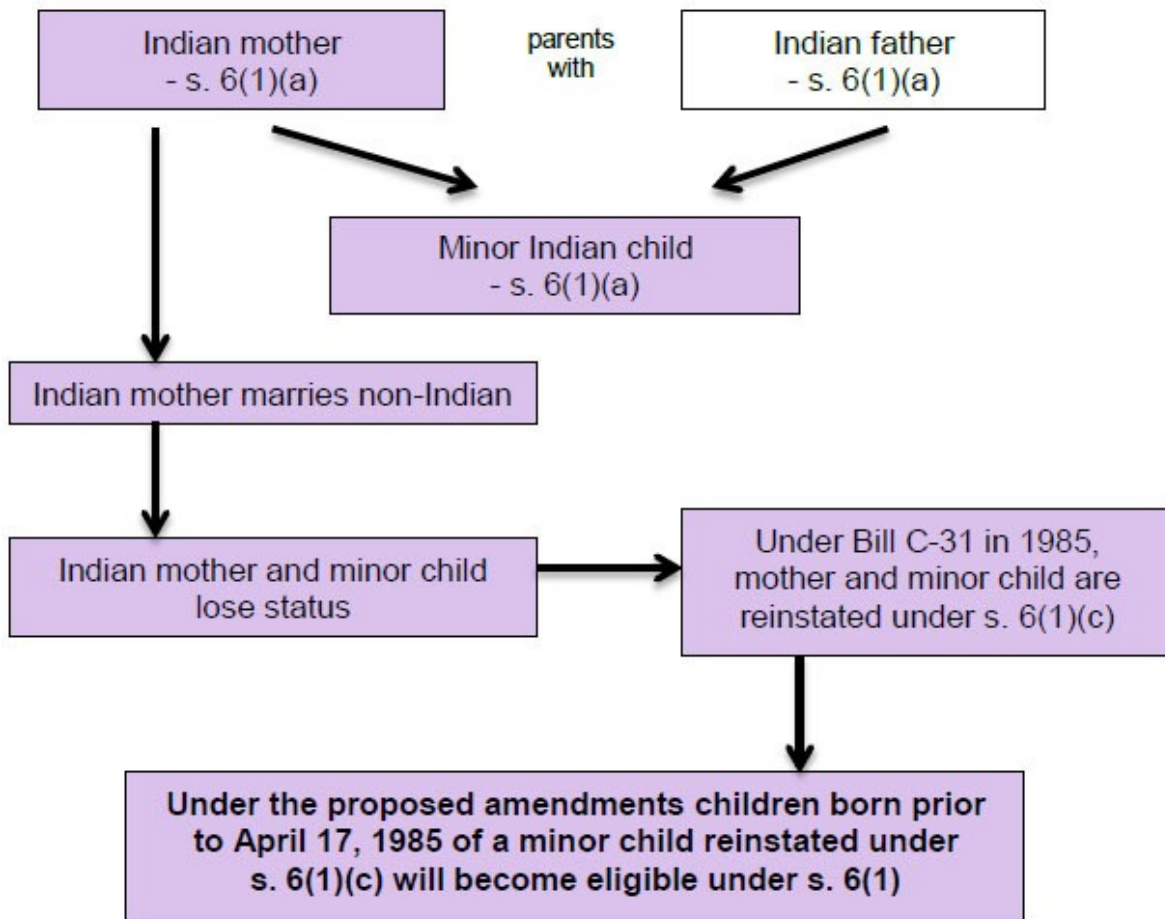 Indian mother
- s. 6(1)(a)
parents
with
Indian father
- s. 6(1)(a)
Minor Indian child
- s. 6(1)(a)
Indian mother marries non-Indian
Indian mother and minor child
lose status
Under Bill C-31 in 1985,
mother and minor child are
reinstated under s. 6(1)(c)
Under the proposed amendments children born prior
to April 17, 1985 of a minor child reinstated under
s. 6(1)(c) will become eligible under s. 6(1)